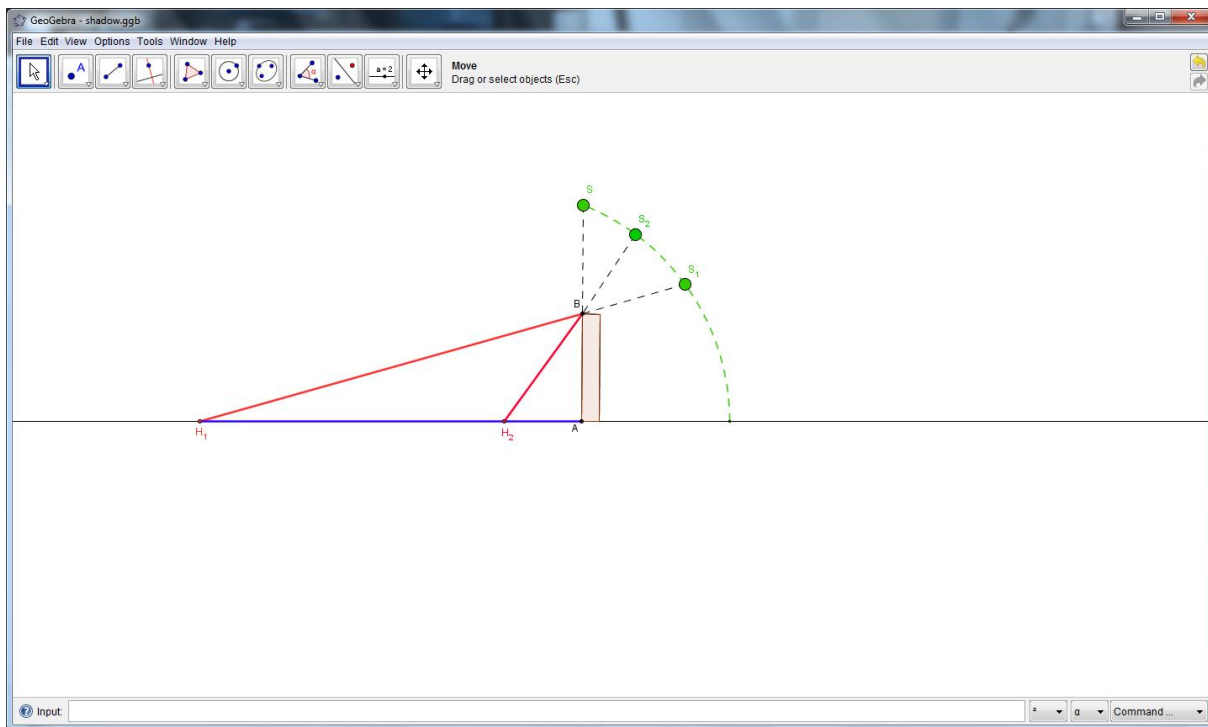 GeoGebra - shadow.ggb
File Edit View Options Tools Window Help
A
a = 2
Move
Drag or select objects (Esc)
S
S₂
S₁
B
H₁
H₂
A
Input:
²
α
Command ...